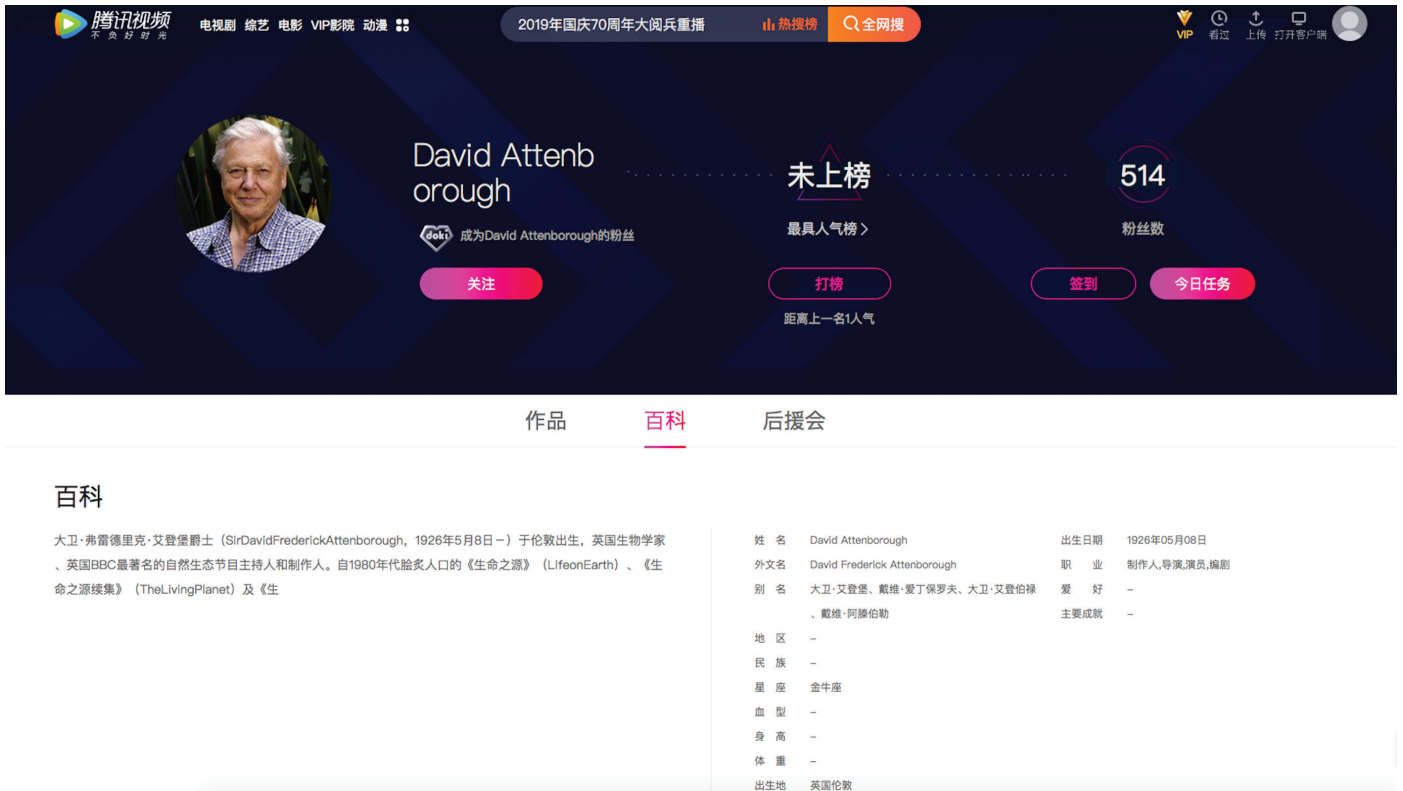 腾讯视频
不负好时光
电视剧 综艺 电影 VIP影院 动漫
2019年国庆70周年大阅兵重播
热搜榜
全网搜
VIP
看过
上传
打开客户端
David Attenb
orough
doki 成为David Attenborough的粉丝
关注
未上榜
最具人气榜 >
打榜
距离上一名1人气
514
粉丝数
签到
今日任务
作品
百科
后援会
百科
大卫·弗雷德里克·艾登堡爵士（SirDavidFrederickAttenborough，1926年5月8日－）于伦敦出生，英国生物学家
、英国BBC最著名的自然生态节目主持人和制作人。自1980年代脍炙人口的《生命之源》（LifeonEarth）、《生
命之源续集》（TheLivingPlanet）及《生
姓 名 David Attenborough
外文名 David Frederick Attenborough
别 名 大卫·艾登堡、戴维·爱丁保罗夫、大卫·艾登伯禄
、戴维·阿滕伯勒
地 区 –
民 族 –
星 座 金牛座
血 型 –
身 高 –
体 重 –
出生地 英国伦敦
出生日期 1926年05月08日
职 业 制作人,导演,演员,编剧
爱 好 –
主要成就 –